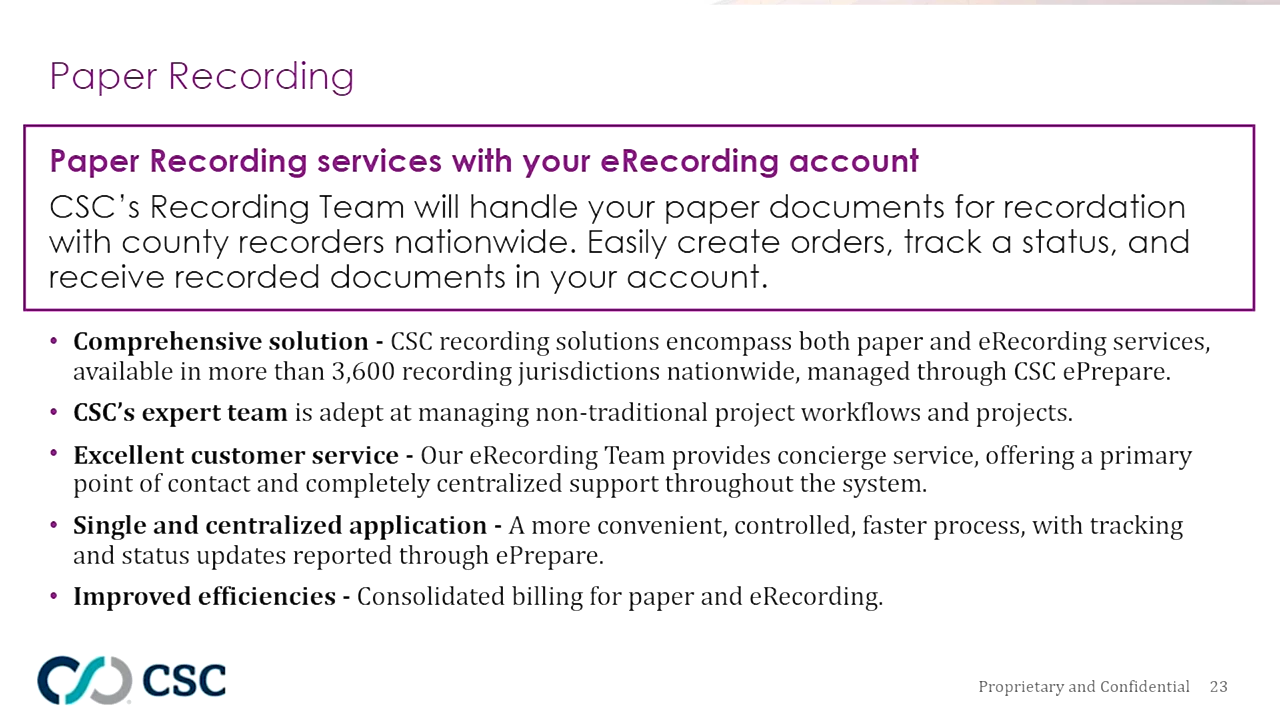 Paper Recording
Paper Recording services with your eRecording account
CSC’s Recording Team will handle your paper documents for recordation
with county recorders nationwide. Easily create orders, track a status, and
receive recorded documents in your account.
• Comprehensive solution - CSC recording solutions encompass both paper and eRecording services,
available in more than 3,600 recording jurisdictions nationwide, managed through CSC ePrepare.
• CSC’s expert team is adept at managing non-traditional project workflows and projects.
• Excellent customer service - Our eRecording Team provides concierge service, offering a primary
point of contact and completely centralized support throughout the system.
• Single and centralized application - A more convenient, controlled, faster process, with tracking
and status updates reported through ePrepare.
• Improved efficiencies - Consolidated billing for paper and eRecording.
CSC
Proprietary and Confidential 23